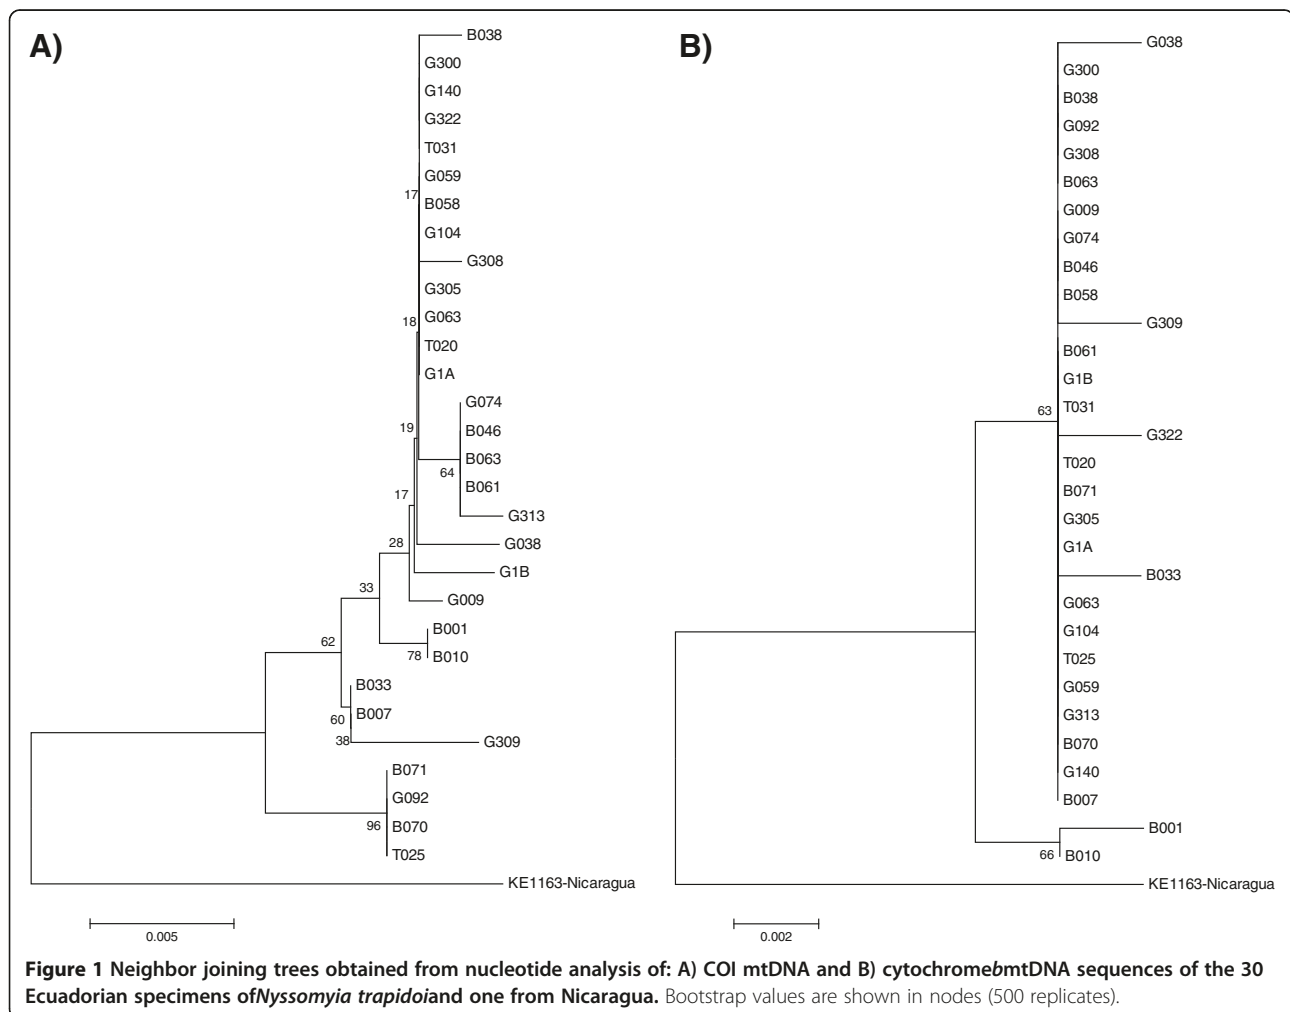 A)
B038
G300
G140
G322
T031
G059
17
B058
G104
G308
G305
G063
18
T020
G1A
G074
19
B046
B063
64
B061
17
G313
28
G038
G1B
33
G009
B001
62
78
B010
B033
60
B007
38
G309
B071
G092
96
B070
T025
KE1163-Nicaragua
0.005
B)
G038
G300
B038
G092
G308
B063
G009
G074
B046
B058
G309
B061
G1B
63
T031
G322
T020
B071
G305
G1A
B033
G063
G104
T025
G059
G313
B070
G140
B007
B001
66
B010
KE1163-Nicaragua
0.002
Figure 1 Neighbor joining trees obtained from nucleotide analysis of: A) COI mtDNA and B) cytochromebmtDNA sequences of the 30
Ecuadorian specimens ofNyssomyia trapidoiand one from Nicaragua. Bootstrap values are shown in nodes (500 replicates).